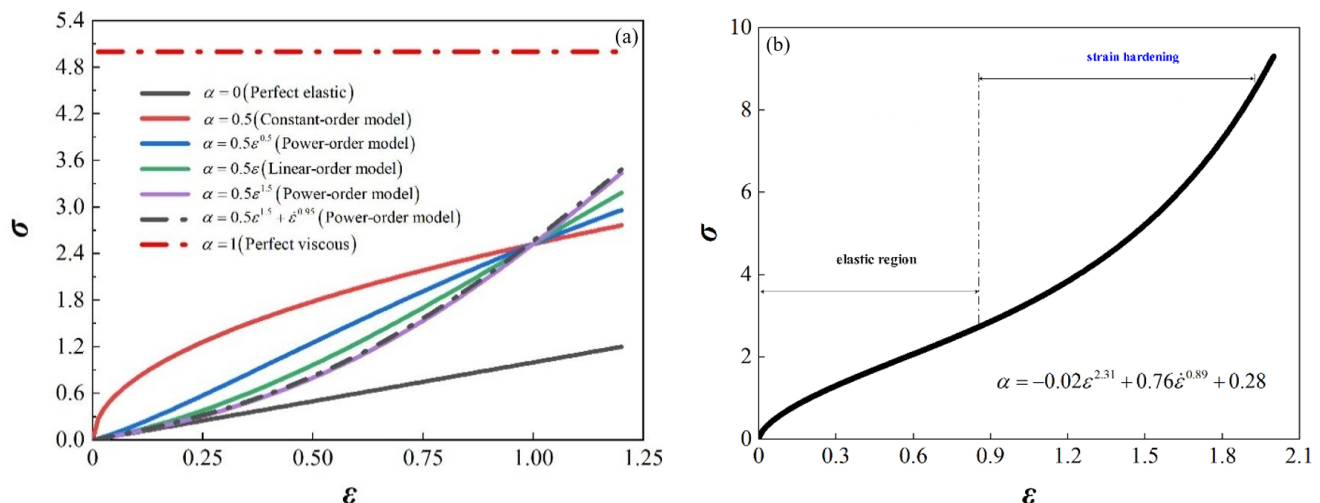 (a)
5.4
4.8
4.2
3.6
3.0
2.4
1.8
1.2
0.6
0.0
σ
α = 0 (Perfect elastic)
α = 0.5 (Constant-order model)
α = 0.5ε^0.5 (Power-order model)
α = 0.5ε (Linear-order model)
α = 0.5ε^1.5 (Power-order model)
α = 0.5ε^1.5 + ε̇^0.95 (Power-order model)
α = 1 (Perfect viscous)
0 0.25 0.50 0.75 1.00 1.25
ε
(b)
10
8
6
4
2
0
σ
strain hardening
elastic region
α = −0.02ε^2.31 + 0.76ε̇^0.89 + 0.28
0 0.3 0.6 0.9 1.2 1.5 1.8 2.1
ε